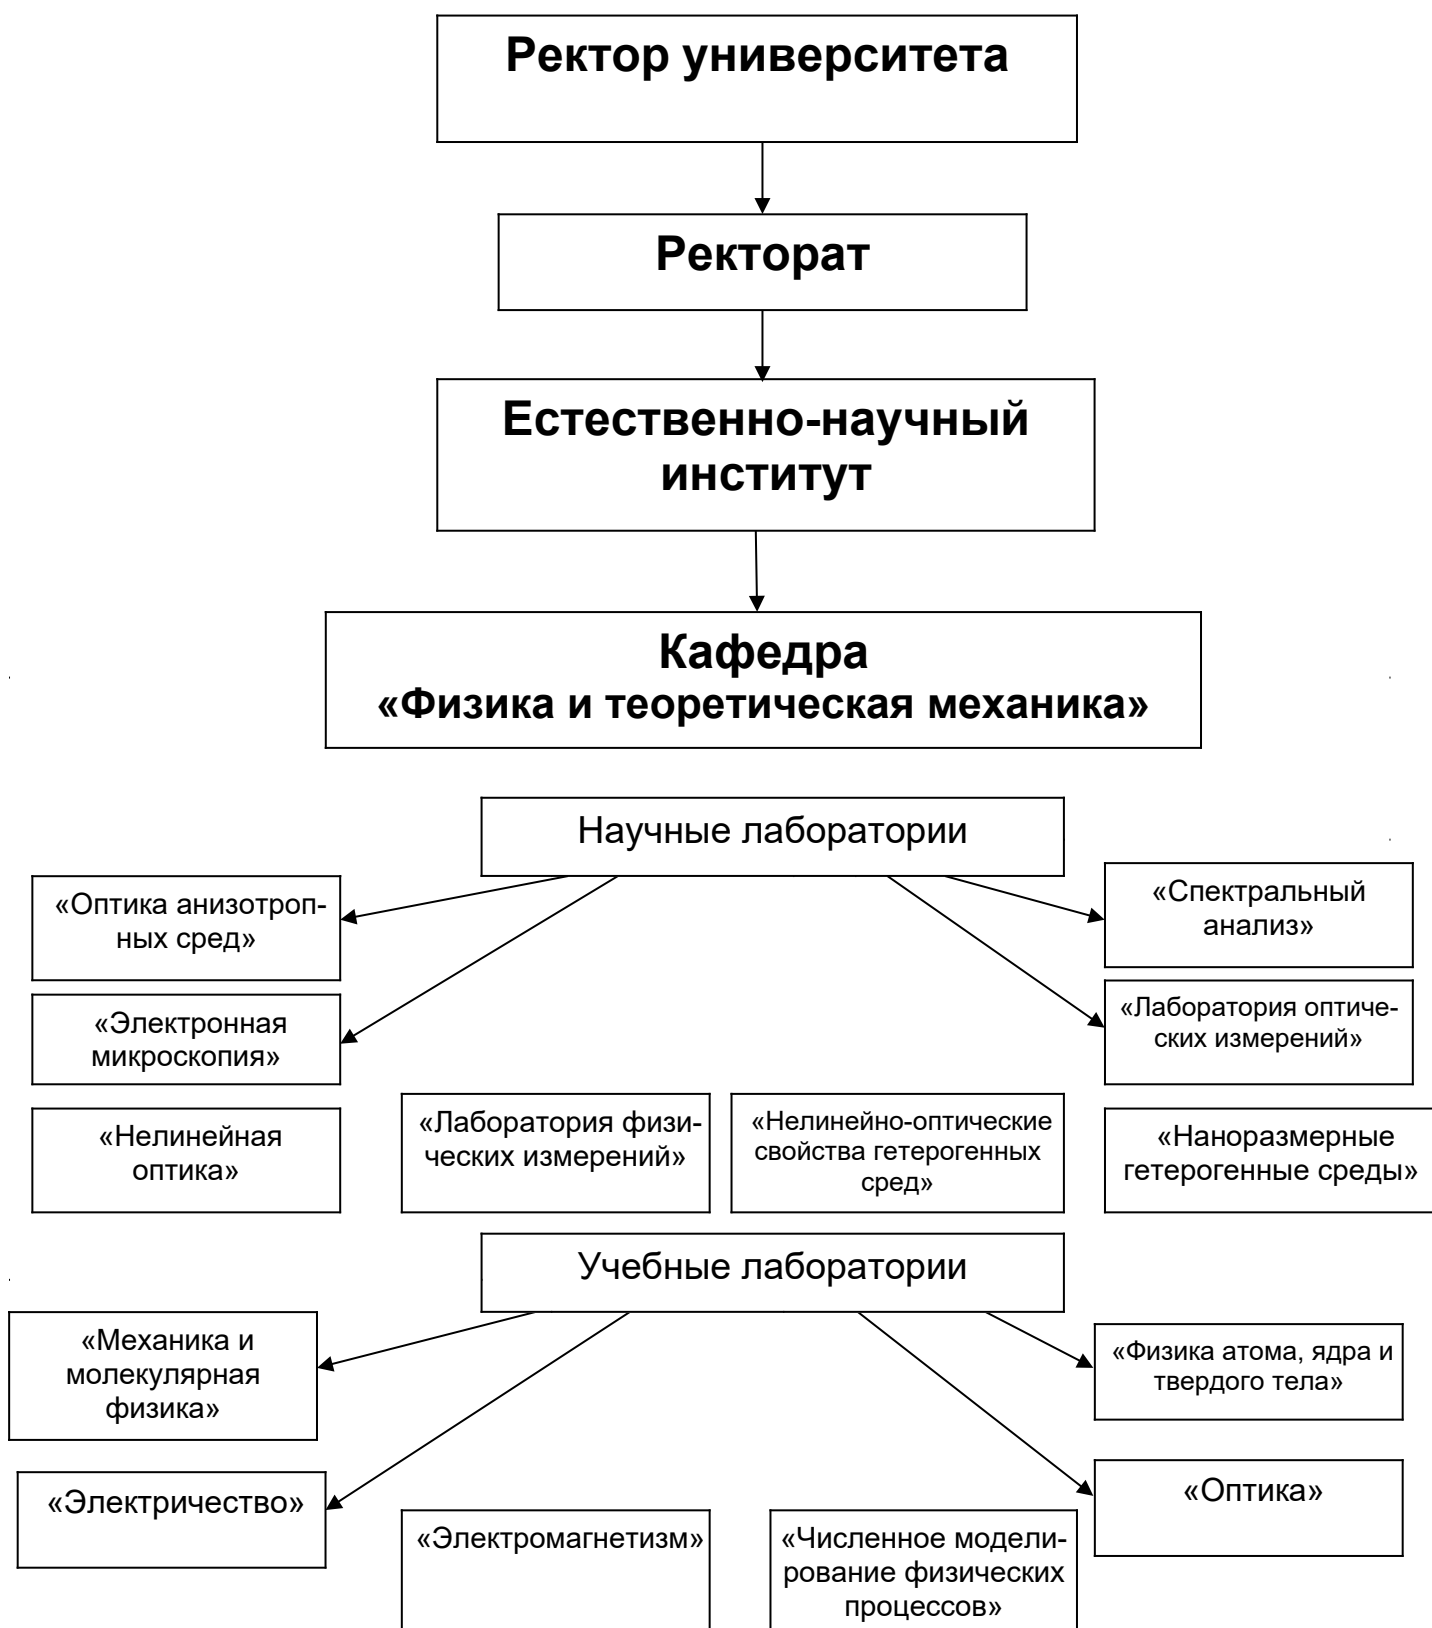 Ректор университета
Ректорат
Естественно-научный
институт
Кафедра
«Физика и теоретическая механика»
Научные лаборатории
«Оптика анизотроп-
ных сред»
«Спектральный
анализ»
«Электронная
микроскопия»
«Лаборатория оптиче-
ских измерений»
«Нелинейная
оптика»
«Лаборатория физи-
ческих измерений»
«Нелинейно-оптические
свойства гетерогенных
сред»
«Наноразмерные
гетерогенные среды»
Учебные лаборатории
«Механика и
молекулярная
физика»
«Физика атома, ядра и
твердого тела»
«Электричество»
«Оптика»
«Электромагнетизм»
«Численное модели-
рование физических
процессов»